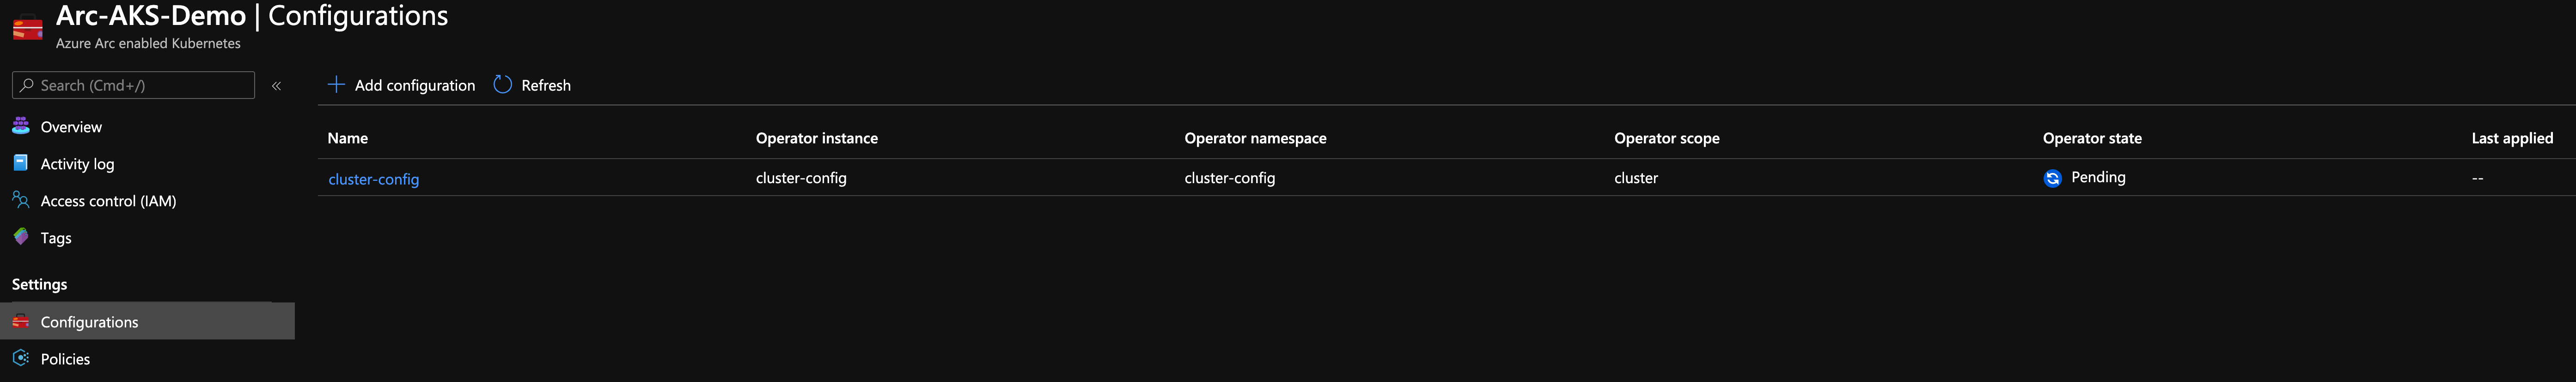 Arc-AKS-Demo | Configurations
Azure Arc enabled Kubernetes
Search (Cmd+/)
«
Add configuration
Refresh
Overview
Activity log
Access control (IAM)
Tags
Settings
Configurations
Policies
Name Operator instance Operator namespace Operator scope Operator state Last applied
cluster-config cluster-config cluster-config cluster Pending --